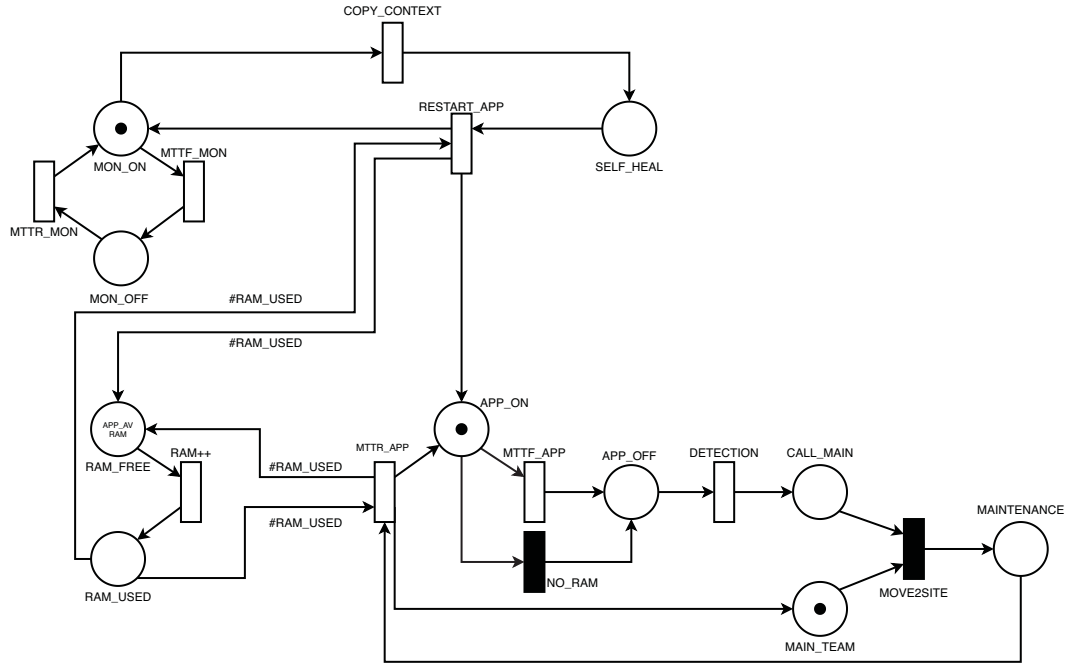 COPY_CONTEXT
RESTART_APP
MON_ON
MTTF_MON
SELF_HEAL
MTTR_MON
MON_OFF
#RAM_USED
#RAM_USED
APP_ON
APP_AV
RAM
RAM_FREE
RAM++
MTTR_APP
#RAM_USED
MTTF_APP
APP_OFF
DETECTION
CALL_MAIN
#RAM_USED
MAINTENANCE
NO_RAM
RAM_USED
MOVE2SITE
MAIN_TEAM